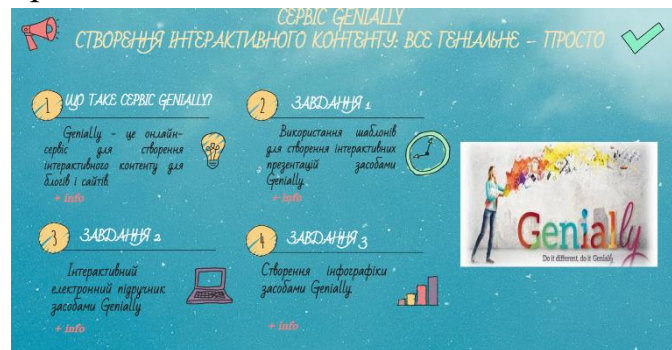 СЕРВІС GENIALLY
СТВОРЕННЯ ІНТЕРАКТИВНОГО КОНТЕНТУ: ВСЕ ГЕНІАЛЬНЕ – ПРОСТО
1 ЩО ТАКЕ СЕРВІС GENIALLY?
Genially – це онлайн-
сервіс для створення
інтерактивного контенту для
блогів і сайтів.
+ info
2 ЗАВДАННЯ 1
Використання шаблонів
для створення інтерактивних
презентацій засобами
Genially
+ info
3 ЗАВДАННЯ 2
Інтерактивний
електронний підручник
засобами Genially
+ info
4 ЗАВДАННЯ 3
Створення інфографіки
засобами Genially
+ info
Genially
Do it different, do it Genially.